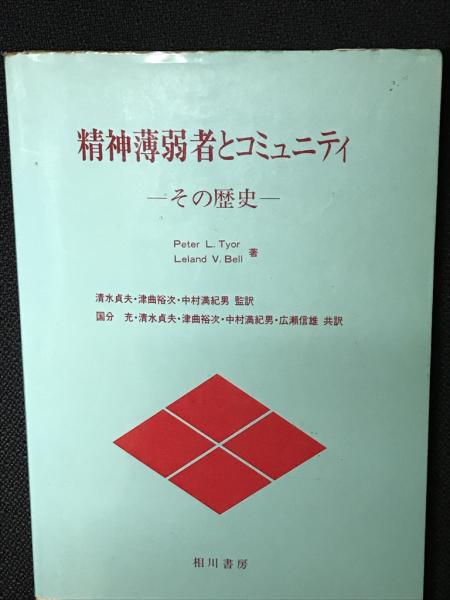 精神薄弱者とコミュニティ
—その歴史—
Peter L. Tyor
Leland V. Bell 著
清水貞夫・津曲裕次・中村満紀男 監訳
国分 充・清水貞夫・津曲裕次・中村満紀男・広瀬信雄 共訳
相川書房